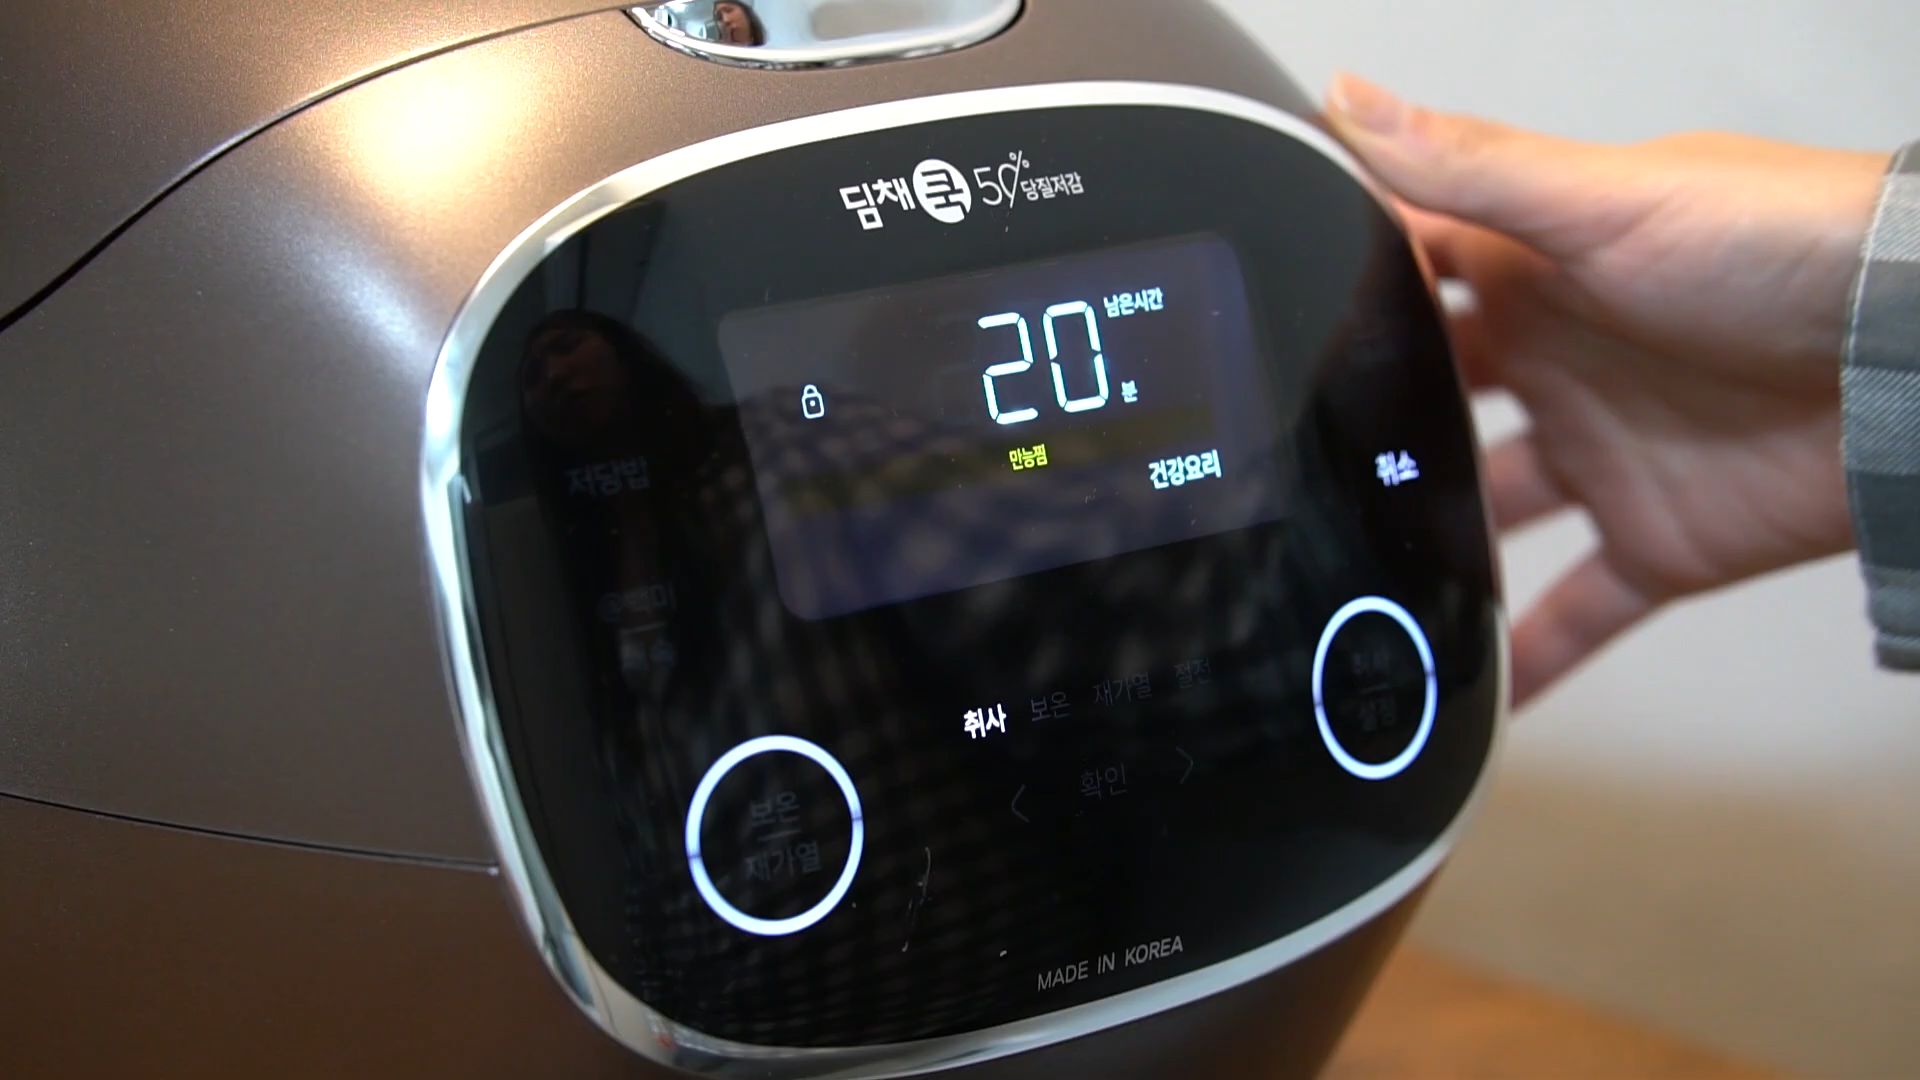 딤채쿡 50% 당질저감
20 남은시간
분
만능찜
건강요리
취소
저당밥
취사 보온 재가열 절전
취사
설정
< 확인 >
보온
재가열
MADE IN KOREA